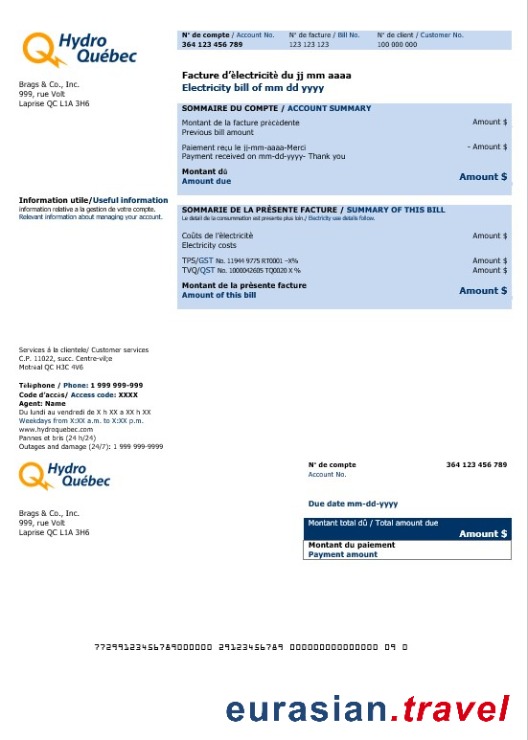 Hydro
Québec
N° de compte / Account No.
364 123 456 789
N° de facture / Bill No.
123 123 123
N° de client / Customer No.
100 000 000
Brags & Co., Inc.
999, rue Volt
Laprise QC L1A 3H6
Facture d'èlectricitè du jj mm aaaa
Electricity bill of mm dd yyyy
SOMMAIRE DU COMPTE / ACCOUNT SUMMARY
Montant de la facture prècèdente Amount $
Previous bill amount
Paiement reçu le jj-mm-aaaa-Merci - Amount $
Payment received on mm-dd-yyyy- Thank you
Montant dû
Amount due Amount $
Information utile/Useful information
information relative a la gestion de votre compte,
Relevant information about managing your account.
SOMMARIE DE LA PRÉSENTE FACTURE / SUMMARY OF THIS BILL
Le detail de la consummation est presente plus loin./ Electricity use details follow.
Coûts de l'èlectricitè Amount $
Electricity costs
TPS/GST No. 11944 9775 RT0001 -X% Amount $
TVQ/QST No. 1000042605 TQ0020 X % Amount $
Montant de la prèsente facture
Amount of this bill Amount $
Services à la clientele/ Customer services
C.P. 11022, succ. Centre-vilçe
Motréal QC H3C 4V6
Tèlèphone / Phone: 1 999 999-999
Code d'accès/ Access code: XXXX
Agent: Name
Du lundi au vendredi de X h XX a XX h XX
Weekdays from X:XX a.m. to X:XX p.m.
www.hydroquebec.com
Pannes et bris (24 h/24)
Outages and damage (24/7): 1 999 999-9999
Hydro
Québec
N° de compte 364 123 456 789
Account No.
Due date mm-dd-yyyy
Brags & Co., Inc.
999, rue Volt
Laprise QC L1A 3H6
Montant total dû / Total amount due
Amount $
Montant du paiement
Payment amount
77299123456789000000 29123456789 0000000000000000 09 0
eurasian.travel